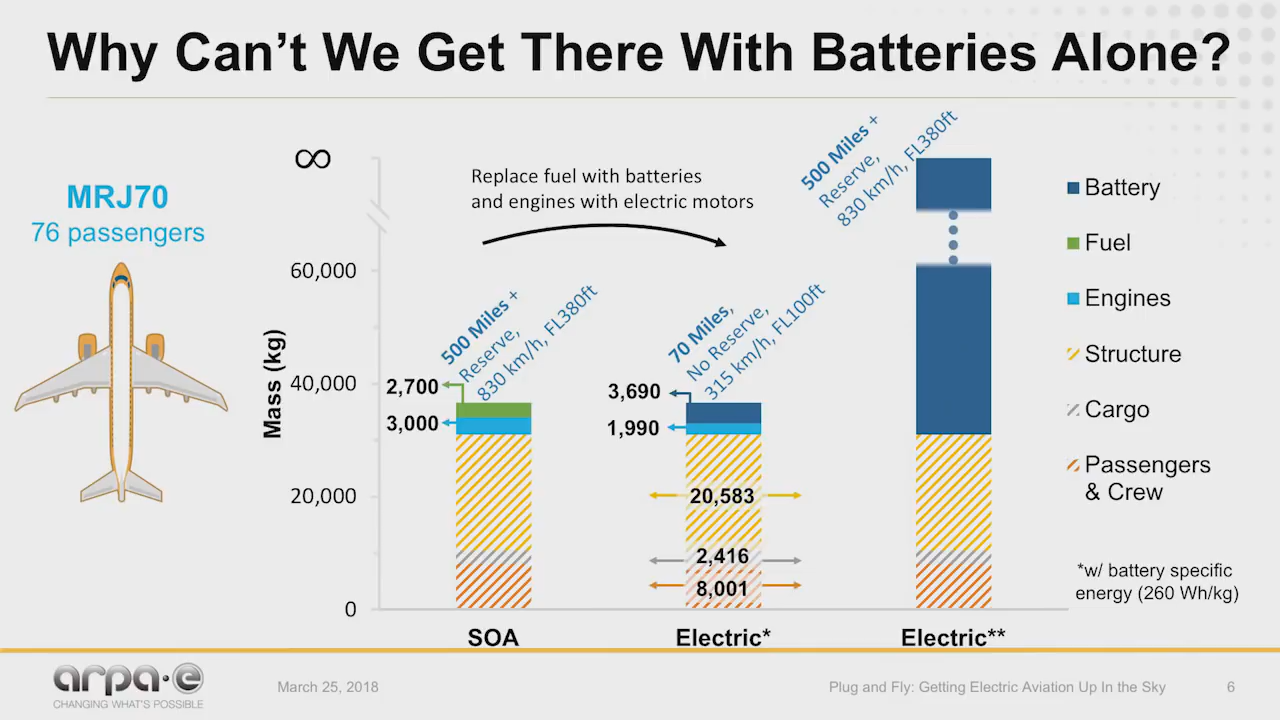 Why Can't We Get There With Batteries Alone?
MRJ70
76 passengers
∞
60,000
40,000
20,000
0
Mass (kg)
Replace fuel with batteries
and engines with electric motors
500 Miles +
Reserve,
830 km/h, FL380ft
2,700
3,000
70 Miles,
No Reserve,
315 km/h, FL100ft
3,690
1,990
20,583
2,416
8,001
500 Miles +
Reserve,
830 km/h, FL380ft
SOA
Electric*
Electric**
Battery
Fuel
Engines
Structure
Cargo
Passengers
& Crew
*w/ battery specific
energy (260 Wh/kg)
arpa·e
CHANGING WHAT'S POSSIBLE
March 25, 2018
Plug and Fly: Getting Electric Aviation Up In the Sky
6